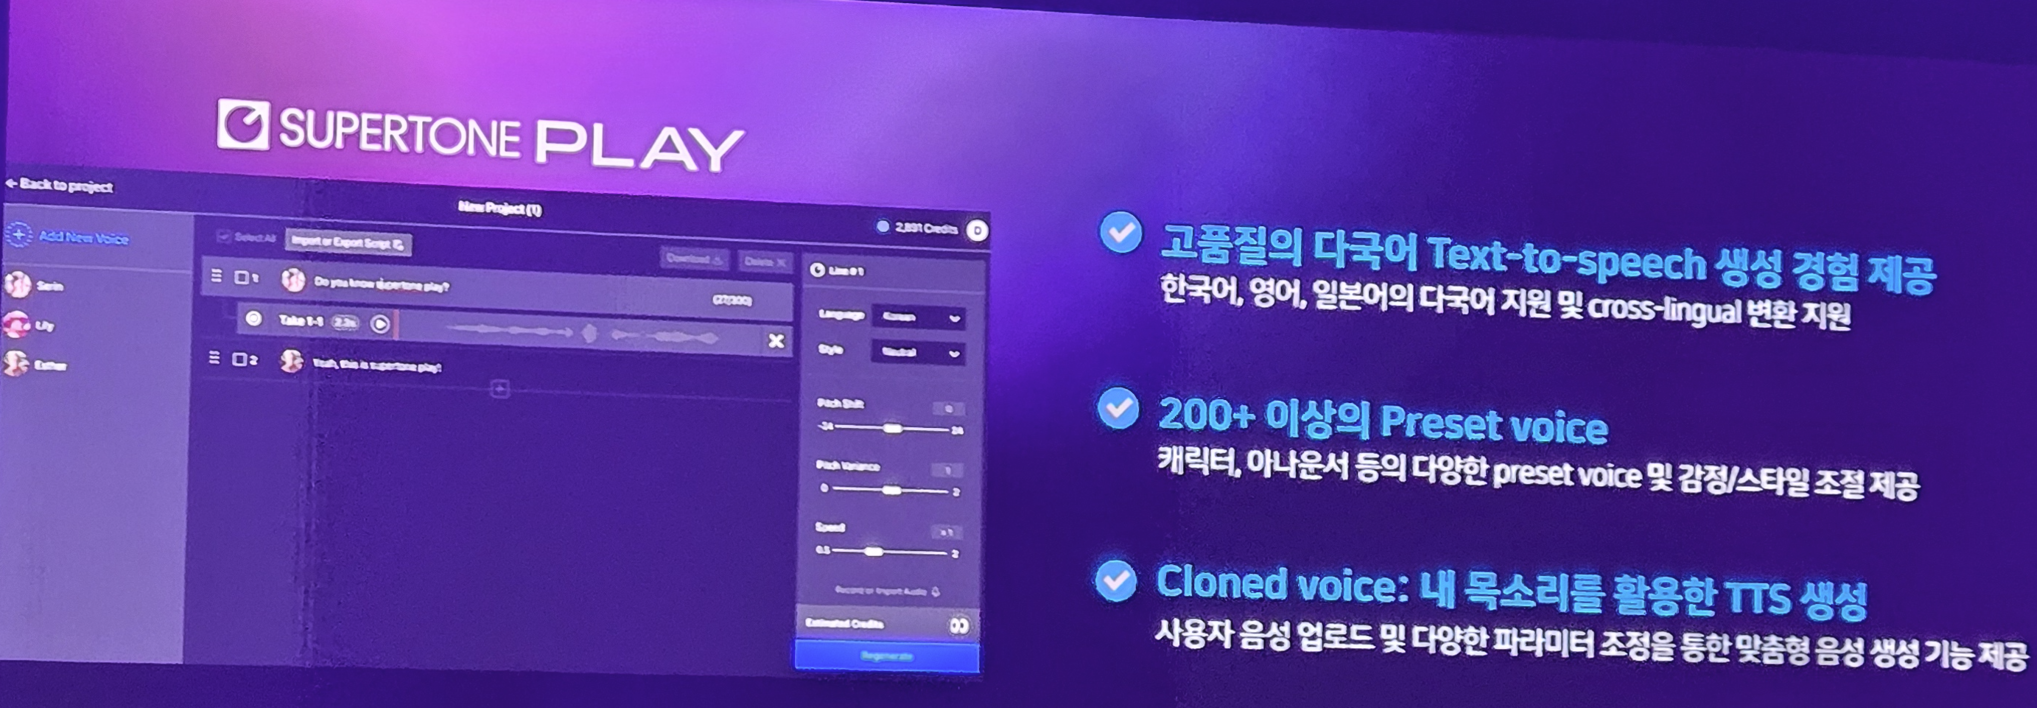 SUPERTONE PLAY
← Back to project
New Project (1)
2,891 Credits
D
Add New Voice
Select All
Import or Export Script
Download
Delete
Line # 1
Serin
1
Do you know supertone play?
(27/300)
Language
Korean
Lily
Take 1-1
2.2s
Style
Neutral
Esther
2
Yeah, this is supertone play!
Pitch Shift
0
-24
24
Pitch Variance
1
0
2
Speed
x 1
0.5
2
Record or Import Audio
Estimated Credits
Regenerate
고품질의 다국어 Text-to-speech 생성 경험 제공
한국어, 영어, 일본어의 다국어 지원 및 cross-lingual 변환 지원
200+ 이상의 Preset voice
캐릭터, 아나운서 등의 다양한 preset voice 및 감정/스타일 조절 제공
Cloned voice: 내 목소리를 활용한 TTS 생성
사용자 음성 업로드 및 다양한 파라미터 조정을 통한 맞춤형 음성 생성 기능 제공